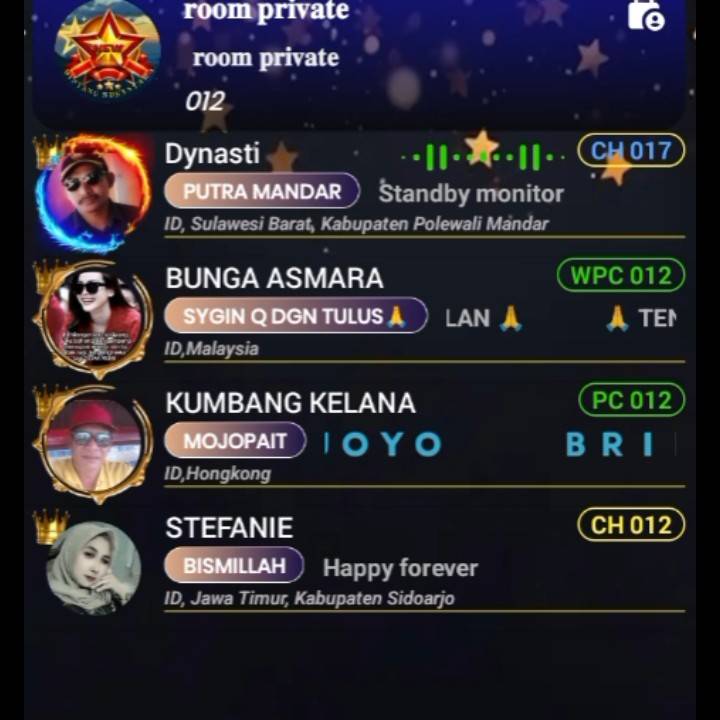 room private
room private
012
Dynasti
CH 017
PUTRA MANDAR
Standby monitor
ID, Sulawesi Barat, Kabupaten Polewali Mandar
BUNGA ASMARA
WPC 012
SYGIN Q DGN TULUS🙏 LAN 🙏 🙏 TEN
ID,Malaysia
KUMBANG KELANA
PC 012
MOJOPAIT
OYO BRI
ID,Hongkong
STEFANIE
CH 012
BISMILLAH
Happy forever
ID, Jawa Timur, Kabupaten Sidoarjo